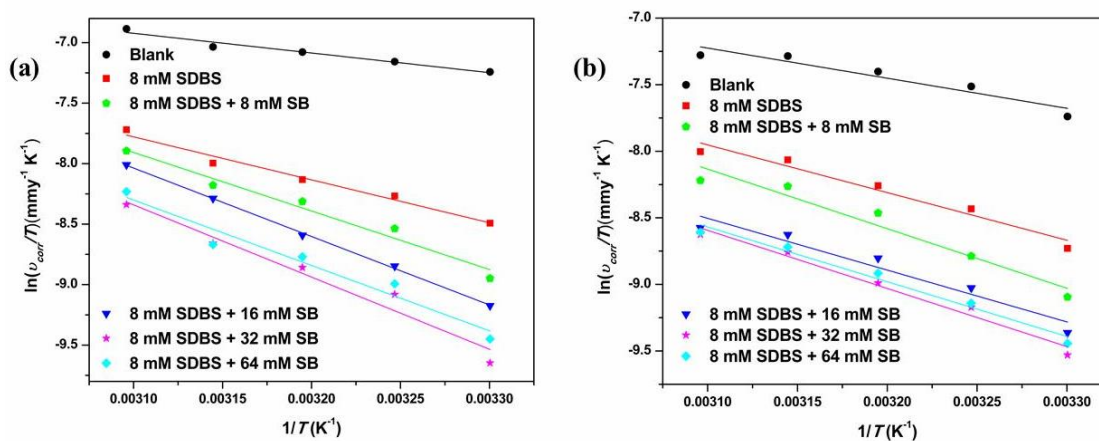 (a)
ln(υcorr/T)(mmy⁻¹ K⁻¹)
-7.0
-7.5
-8.0
-8.5
-9.0
-9.5
Blank
8 mM SDBS
8 mM SDBS + 8 mM SB
8 mM SDBS + 16 mM SB
8 mM SDBS + 32 mM SB
8 mM SDBS + 64 mM SB
0.00310 0.00315 0.00320 0.00325 0.00330
1/T (K⁻¹)
(b)
ln(υcorr/T)(mmy⁻¹ K⁻¹)
-7.0
-7.5
-8.0
-8.5
-9.0
-9.5
Blank
8 mM SDBS
8 mM SDBS + 8 mM SB
8 mM SDBS + 16 mM SB
8 mM SDBS + 32 mM SB
8 mM SDBS + 64 mM SB
0.00310 0.00315 0.00320 0.00325 0.00330
1/T (K⁻¹)